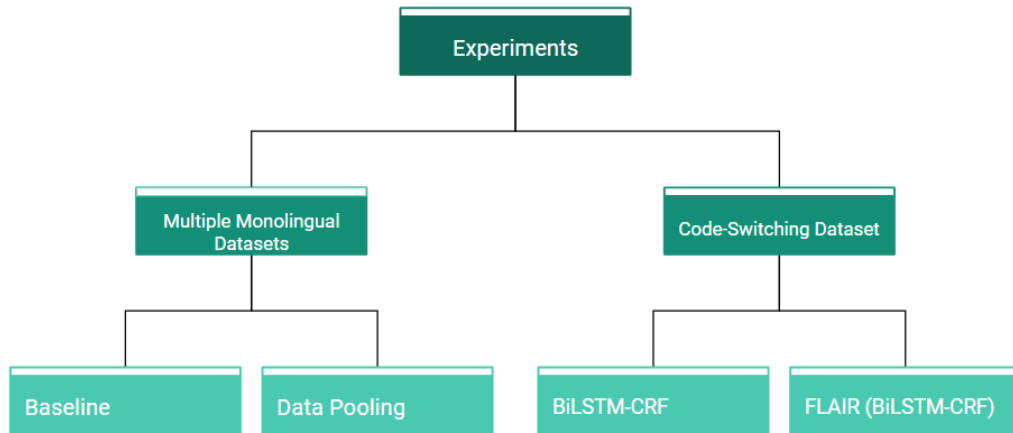 Experiments
Multiple Monolingual
Datasets
Code-Switching Dataset
Baseline
Data Pooling
BiLSTM-CRF
FLAIR (BiLSTM-CRF)